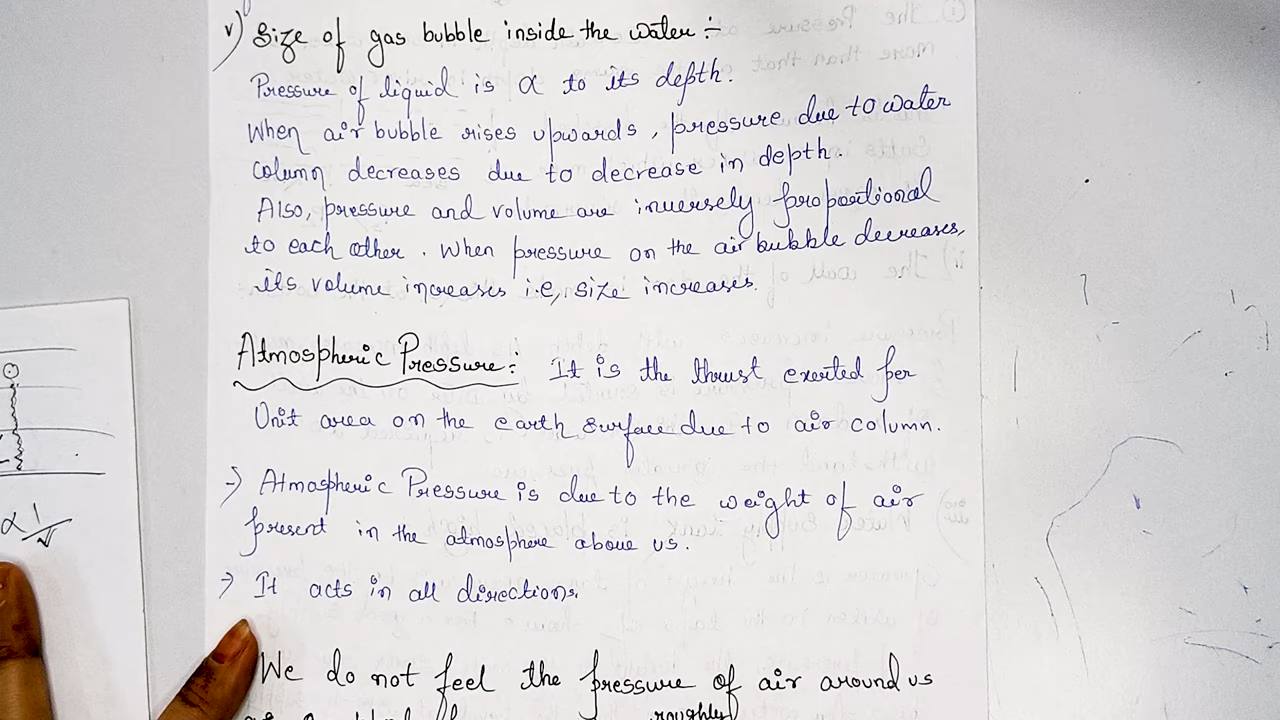 v) Size of gas bubble inside the water ÷
Pressure of liquid is α to its depth.
When air bubble rises upwards, pressure due to water
column decreases due to decrease in depth.
Also, pressure and volume are inversely proportional
to each other. When pressure on the air bubble decreases,
its volume increases i.e, size increases.
Atmospheric Pressure:- It is the thrust exerted per
Unit area on the earth surface due to air column.
-> Atmospheric Pressure is due to the weight of air
present in the atmosphere above us.
-> It acts in all directions.
We do not feel the pressure of air around us
roughly
α 1/V